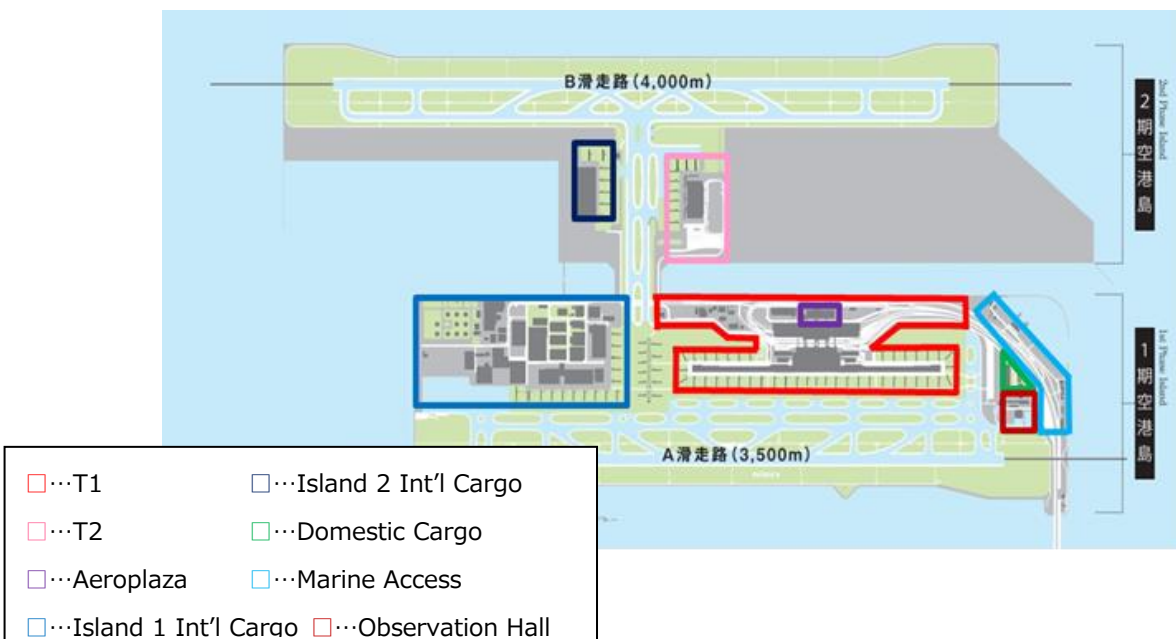 B滑走路(4,000m)
2nd Phase Island
2期空港島
1st Phase Island
1期空港島
A滑走路(3,500m)
□…T1 □…Island 2 Int’l Cargo
□…T2 □…Domestic Cargo
□…Aeroplaza □…Marine Access
□…Island 1 Int’l Cargo □…Observation Hall